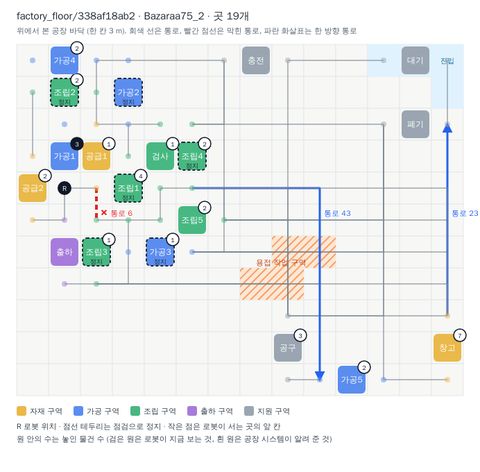 factory_floor/338af18ab2 · Bazaraa75_2 · 곳 19개
위에서 본 공장 바닥 (한 칸 3 m). 회색 선은 통로, 빨간 점선은 막힌 통로, 파란 화살표는 한 방향 통로
가공4 2 충전 대기 진입
조립2 2 정지 가공2
폐기
가공1 3 공급1 1 검사 1 조립4 2 정지
공급2 2 R 조립1 4 정지
× 통로 6 조립5 2 통로 43 통로 23
출하 조립3 1 정지 가공3 1 정지
용접 작업 구역
공구 3 창고 7
가공5 2
자재 구역 가공 구역 조립 구역 출하 구역 지원 구역
R 로봇 위치 · 점선 테두리는 점검으로 정지 · 작은 점은 로봇이 서는 곳의 앞 칸
원 안의 수는 놓인 물건 수 (검은 원은 로봇이 지금 보는 것, 흰 원은 공장 시스템이 알려 준 것)